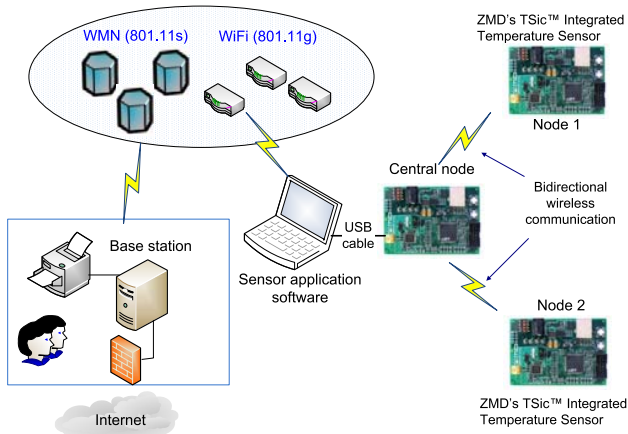 WMN (801.11s)
WiFi (801.11g)
ZMD's TSic™ Integrated
Temperature Sensor
Node 1
Central node
Bidirectional
wireless
communication
USB
cable
Base station
Sensor application
software
Node 2
Internet
ZMD's TSic™ Integrated
Temperature Sensor